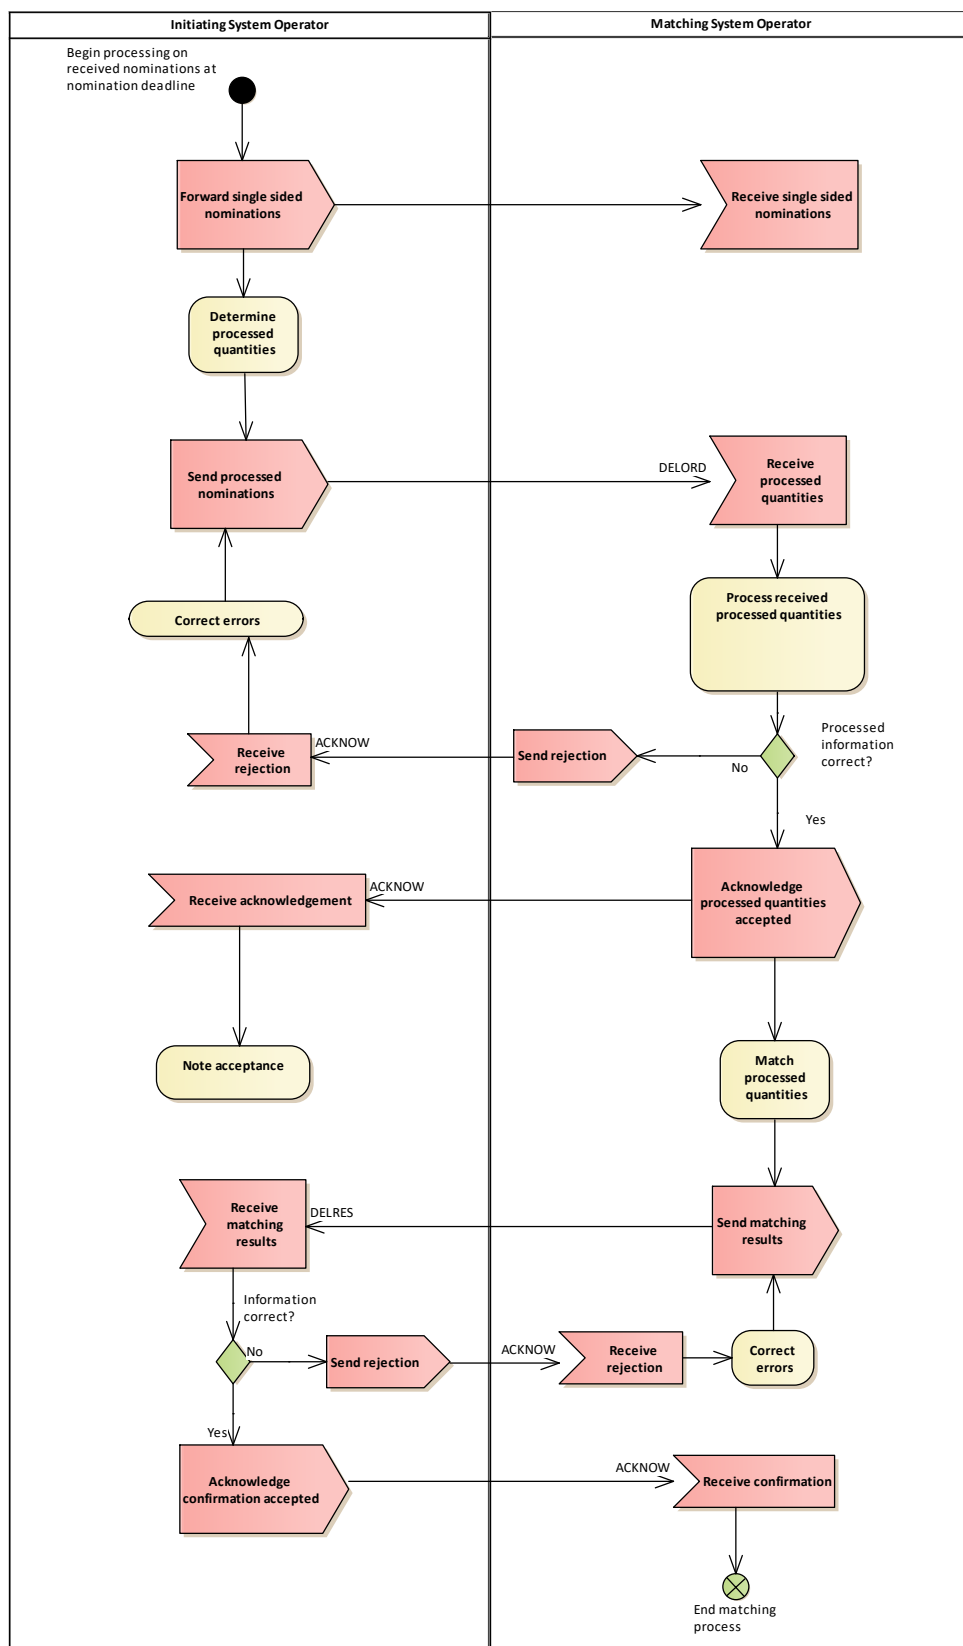 Initiating System Operator
Matching System Operator
Begin processing on
received nominations at
nomination deadline
Forward single sided
nominations
Receive single sided
nominations
Determine
processed
quantities
Send processed
nominations
DELORD
Receive
processed
quantities
Correct errors
Process received
processed quantities
Receive
rejection
ACKNOW
Send rejection
No
Processed
information
correct?
Yes
Receive acknowledgement
ACKNOW
Acknowledge
processed quantities
accepted
Note acceptance
Match
processed
quantities
Receive
matching
results
DELRES
Send matching
results
Information
correct?
No
Send rejection
ACKNOW
Receive
rejection
Correct
errors
Yes
Acknowledge
confirmation accepted
ACKNOW
Receive confirmation
End matching
process